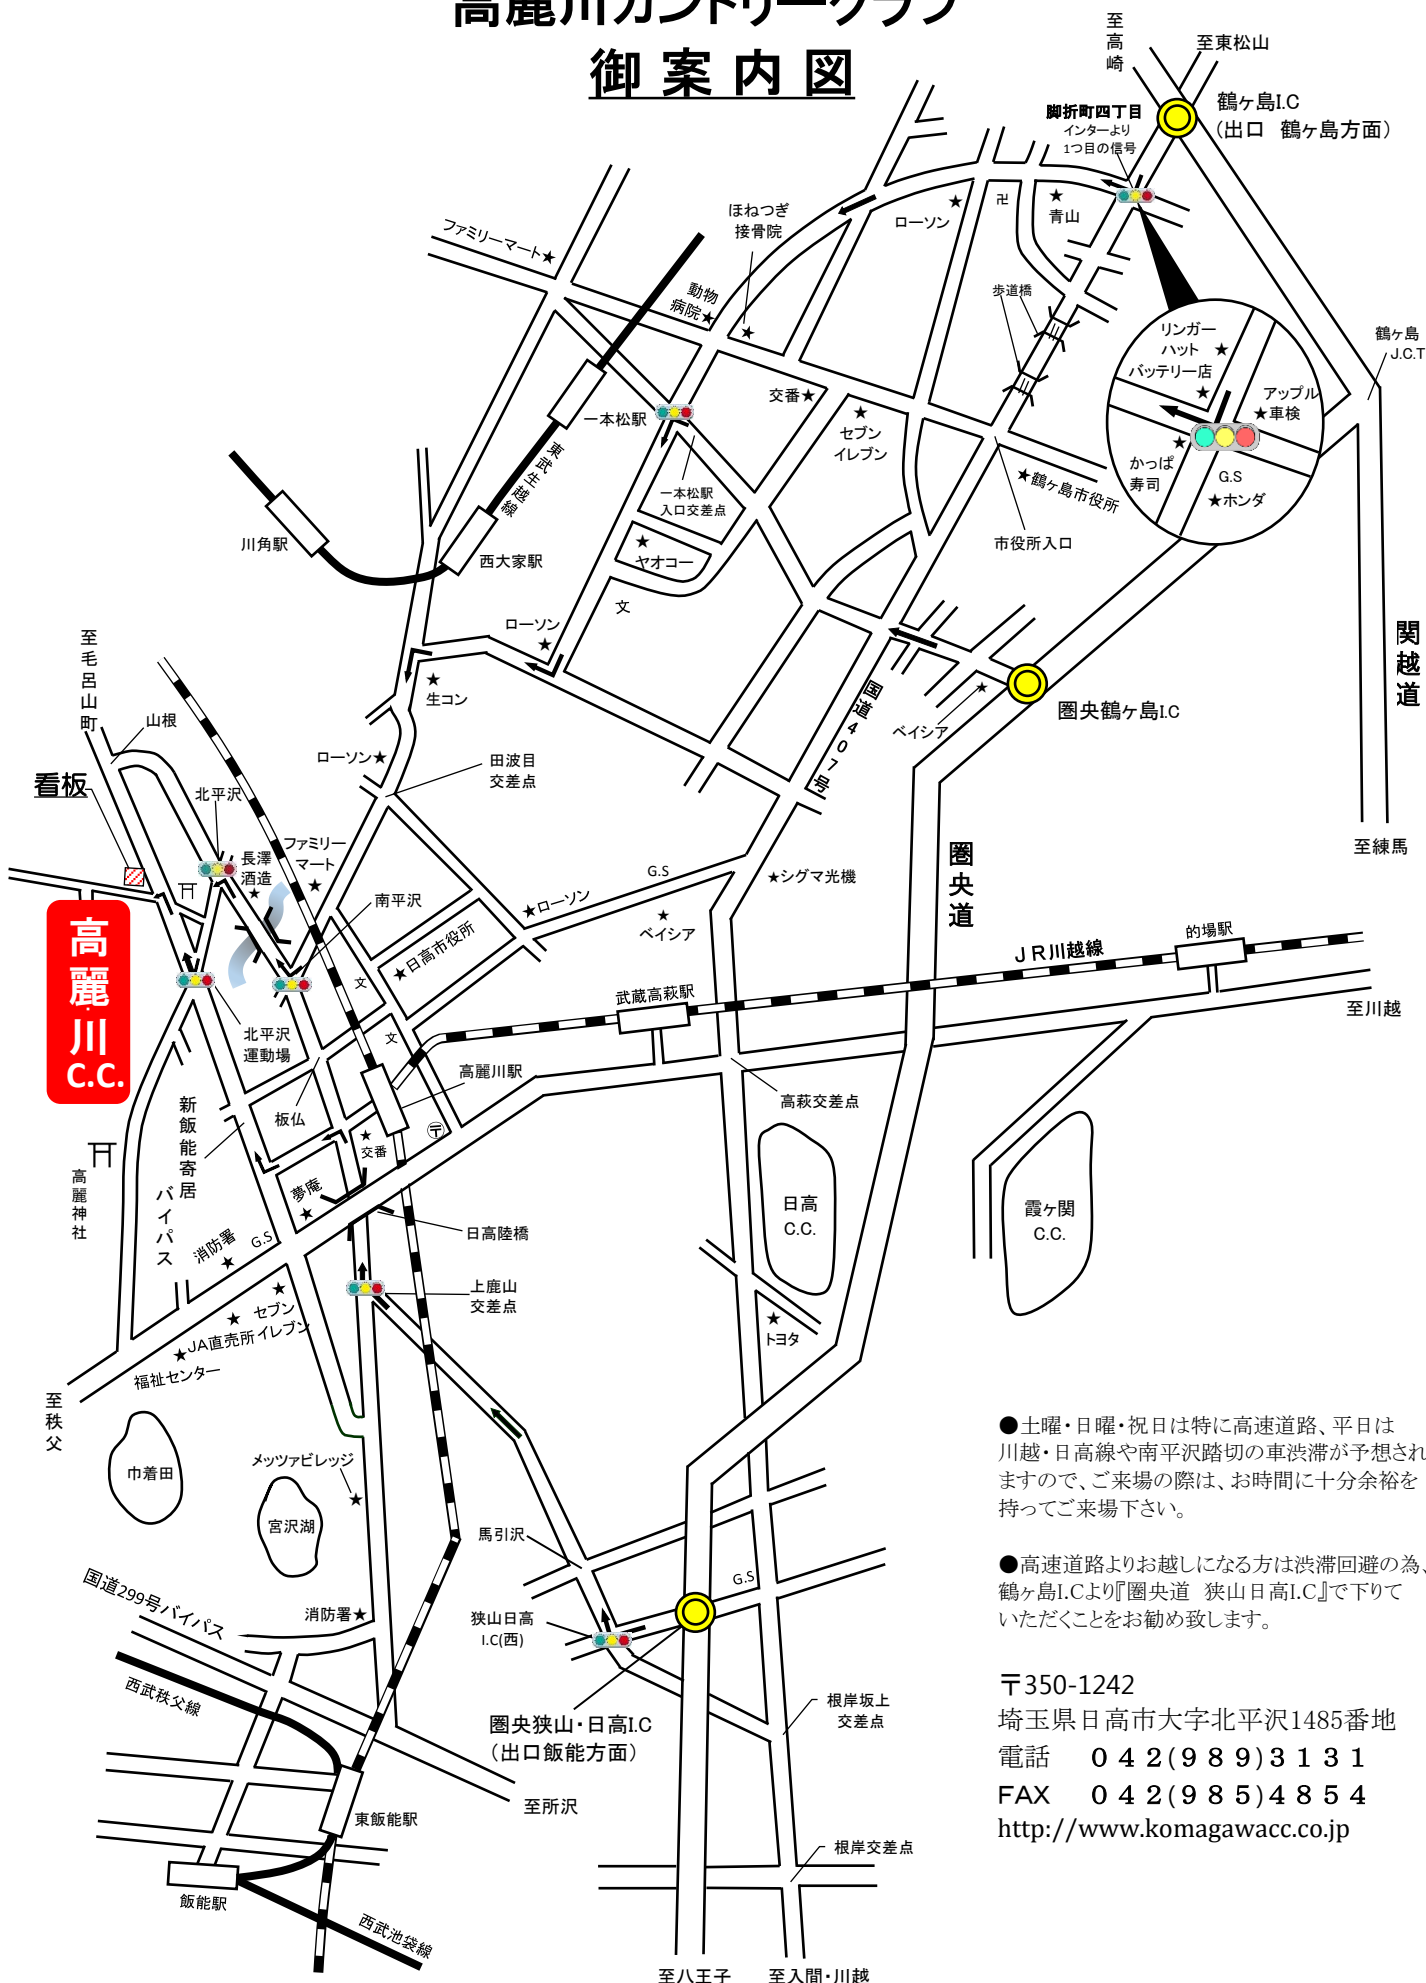 高麗川カントリークラブ
御案内図
至高崎
至東松山
鶴ヶ島I.C
(出口 鶴ヶ島方面)
脚折町四丁目
インターより
1つ目の信号
ほねつぎ
接骨院
ローソン
卍
青山
ファミリーマート★
動物
病院★
歩道橋
リンガー
ハット
バッテリー店
アップル
★車検
かっぱ
寿司
G.S
★ホンダ
鶴ヶ島
J.C.T
一本松駅
交番★
セブン
イレブン
東武生越線
一本松駅
入口交差点
★鶴ヶ島市役所
市役所入口
川角駅
西大家駅
ヤオコー
文
ローソン
関越道
至毛呂山町
生コン
国道407号
ベイシア
圏央鶴ヶ島I.C
山根
ローソン★
田波目
交差点
看板
北平沢
長澤
酒造
ファミリー
マート
至練馬
圏央道
G.S
★シグマ光機
南平沢
★ローソン
ベイシア
★日高市役所
高麗川C.C.
文
文
JR川越線
的場駅
武蔵高萩駅
至川越
北平沢
運動場
高麗川駅
高萩交差点
板仏
新飯能寄居
バイパス
交番
〒
高麗神社
夢庵
日高
C.C.
霞ヶ関
C.C.
消防署
G.S
日高陸橋
上鹿山
交差点
セブン
イレブン
JA直売所
福祉センター
トヨタ
至秩父
巾着田
メッツァビレッジ
宮沢湖
馬引沢
G.S
国道299号バイパス
消防署★
狭山日高
I.C(西)
西武秩父線
圏央狭山・日高I.C
(出口飯能方面)
根岸坂上
交差点
至所沢
東飯能駅
根岸交差点
飯能駅
西武池袋線
至八王子
至入間・川越
●土曜・日曜・祝日は特に高速道路、平日は
川越・日高線や南平沢踏切の車渋滞が予想され
ますので、ご来場の際は、お時間に十分余裕を
持ってご来場下さい。
●高速道路よりお越しになる方は渋滞回避の為、
鶴ヶ島I.Cより『圏央道 狭山日高I.C』で下りて
いただくことをお勧め致します。
〒350-1242
埼玉県日高市大字北平沢1485番地
電話 042(989)3131
FAX 042(985)4854
http://www.komagawacc.co.jp